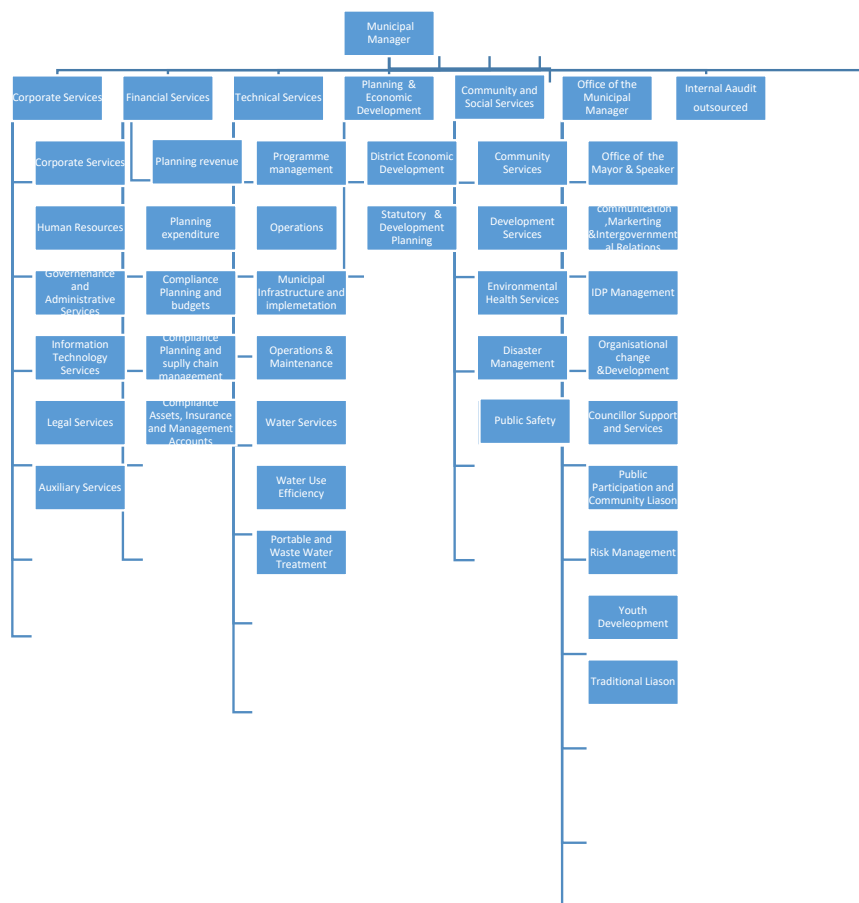 Municipal
Manager
Corporate Services
Financial Services
Technical Services
Planning &
Economic
Development
Community and
Social Services
Office of the
Municipal
Manager
Internal Aaudit
outsourced
Corporate Services
Human Resources
Governenance
and
Administrative
Services
Information
Technology
Services
Legal Services
Auxiliary Services
Planning revenue
Planning
expenditure
Compliance
Planning and
budgets
Compliance
Planning and
suplly chain
management
Compliance
Assets, Insurance
and Management
Accounts
Programme
management
Operations
Municipal
Infrastructure and
implemetation
Operations &
Maintenance
Water Services
Water Use
Efficiency
Portable and
Waste Water
Treatment
District Economic
Development
Statutory &
Development
Planning
Community
Services
Development
Services
Environmental
Health Services
Disaster
Management
Public Safety
Office of the
Mayor & Speaker
communication
,Markerting
&Intergovernment
al Relations
IDP Management
Organisational
change
&Development
Councillor Support
and Services
Public
Participation and
Community Liason
Risk Management
Youth
Develeopment
Traditional Liason